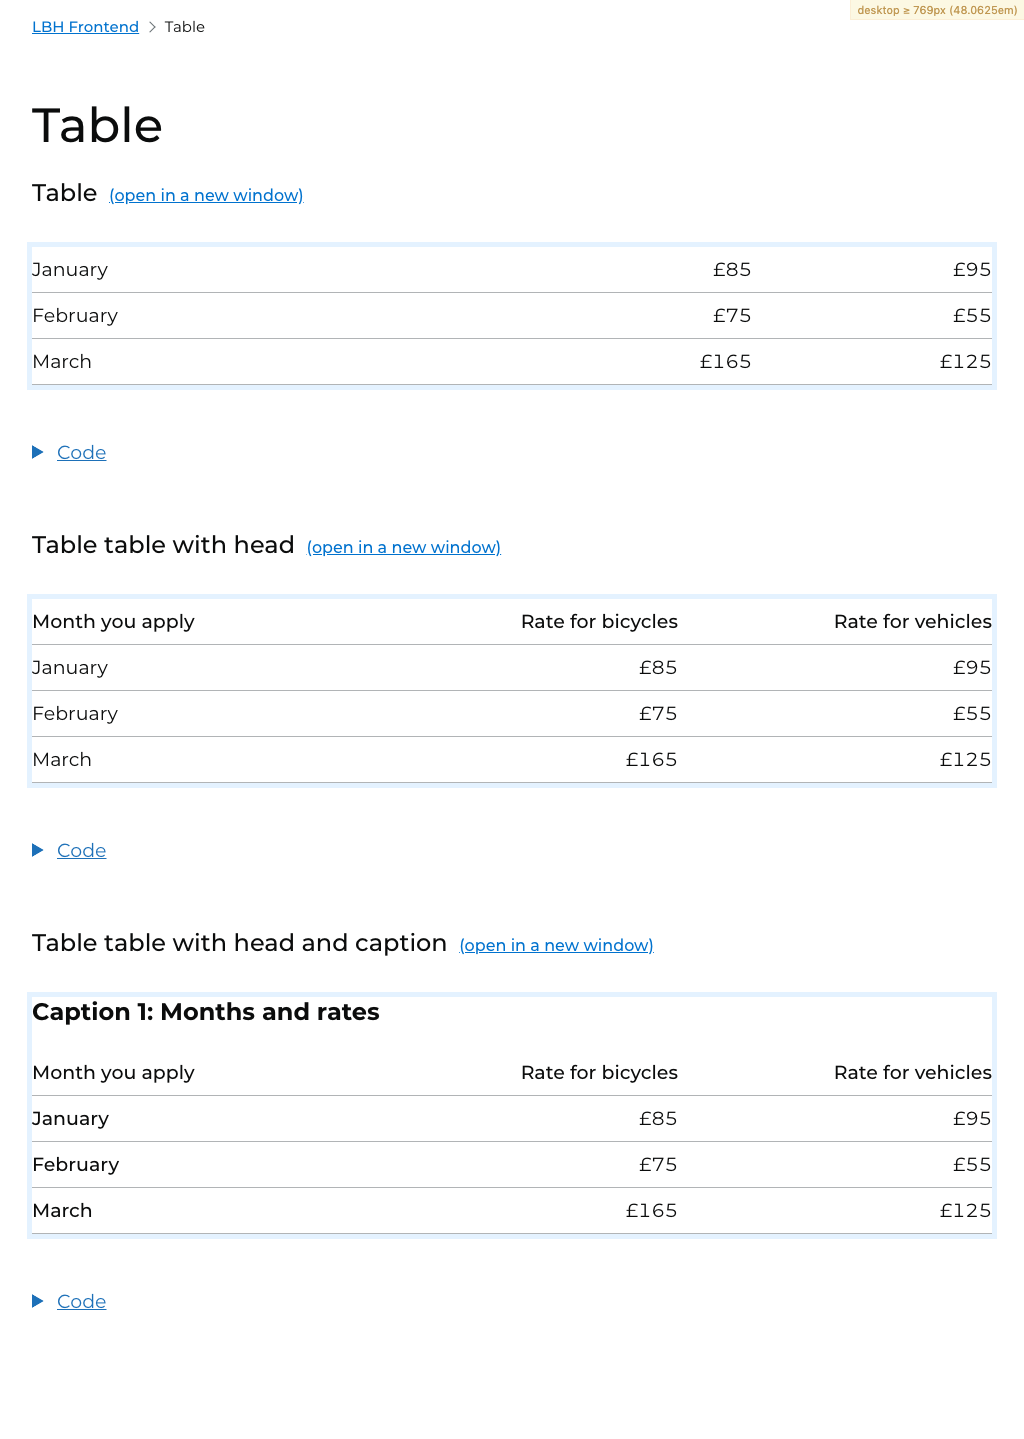 desktop ≥ 769px (48.0625em)
LBH Frontend > Table
Table
Table (open in a new window)
January £85 £95
February £75 £55
March £165 £125
Code
Table table with head (open in a new window)
Month you apply Rate for bicycles Rate for vehicles
January £85 £95
February £75 £55
March £165 £125
Code
Table table with head and caption (open in a new window)
Caption 1: Months and rates
Month you apply Rate for bicycles Rate for vehicles
January £85 £95
February £75 £55
March £165 £125
Code